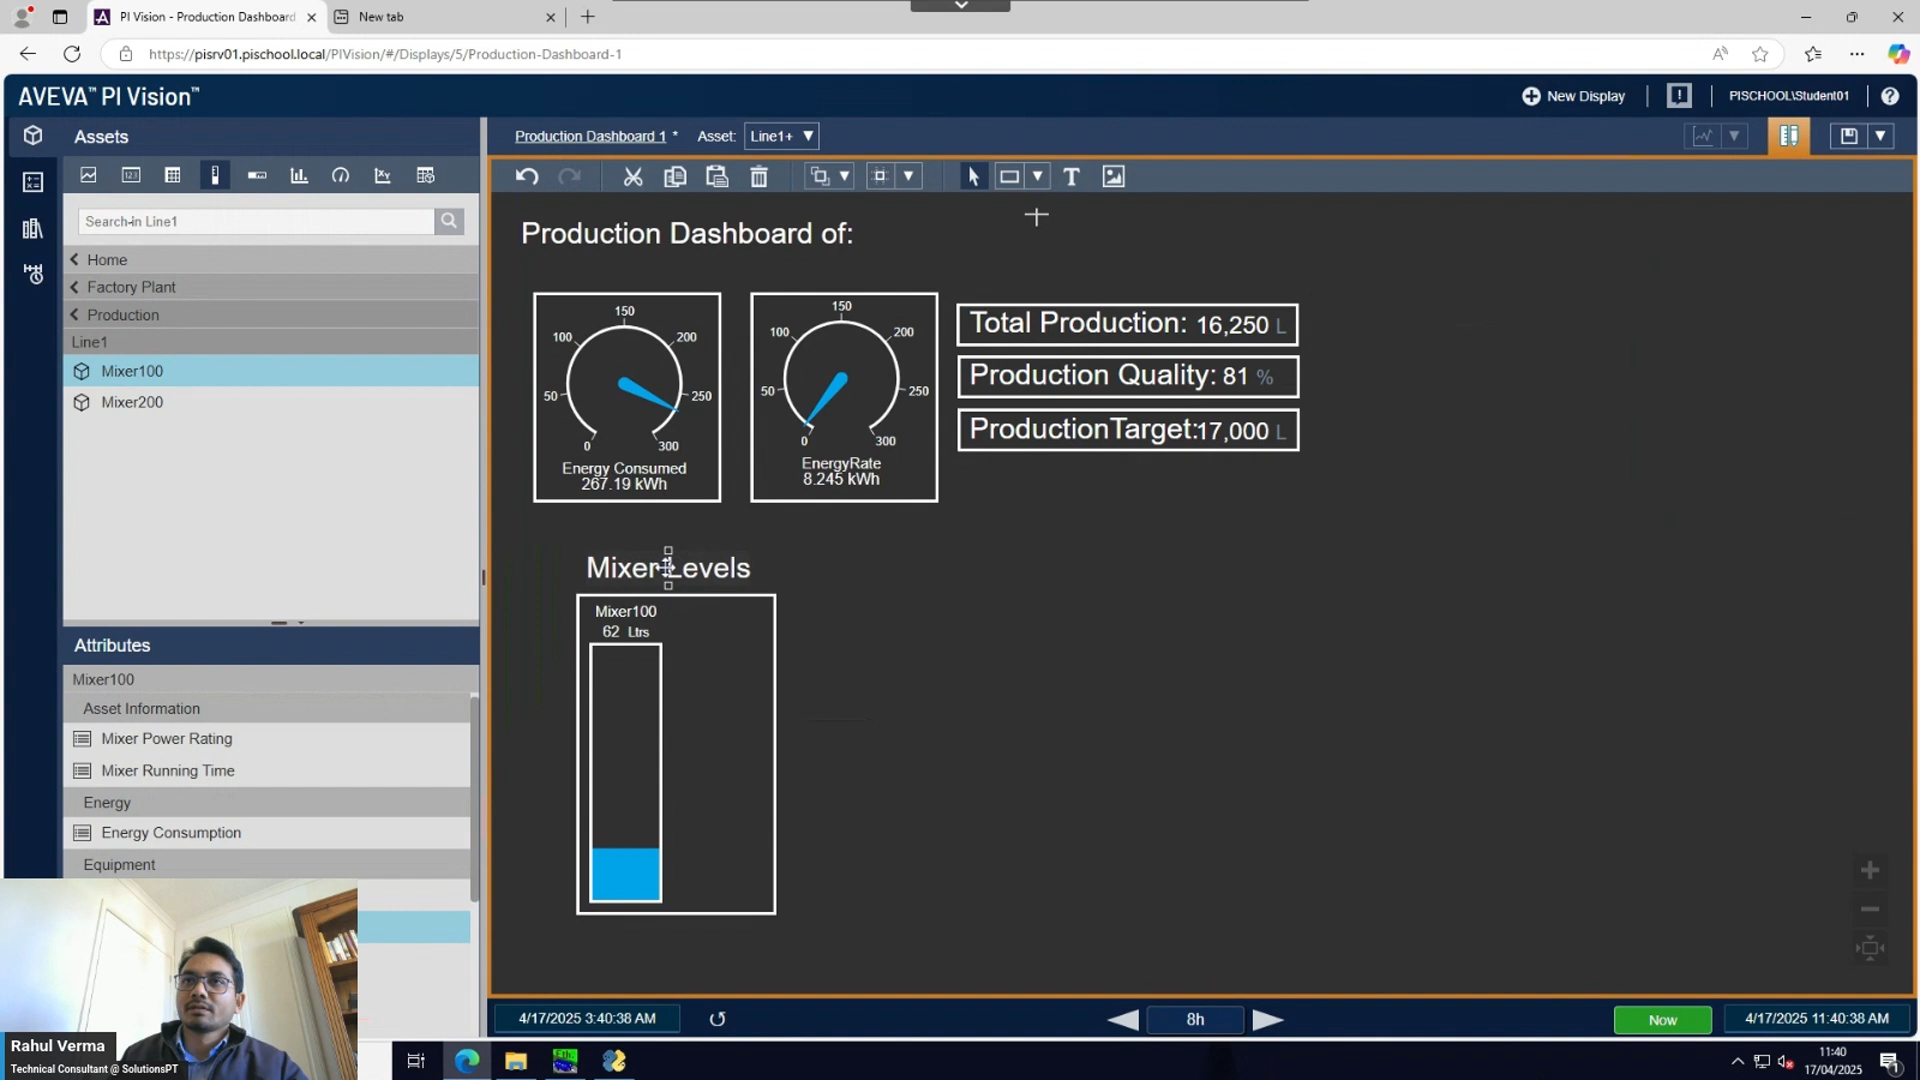 PI Vision - Production Dashboard
New tab
https://pisrv01.pischool.local/PIVision/#/Displays/5/Production-Dashboard-1
AVEVA™ PI Vision™
New Display
PISCHOOL\Student01
Assets
Production Dashboard 1 *
Asset:
Line1+
Search in Line1
Home
Factory Plant
Production
Line1
Mixer100
Mixer200
Production Dashboard of:
0
50
100
150
200
250
300
Energy Consumed
267.19 kWh
0
50
100
150
200
250
300
EnergyRate
8.245 kWh
Total Production: 16,250 L
Production Quality: 81 %
ProductionTarget:17,000 L
Mixer Levels
Mixer100
62 Ltrs
Attributes
Mixer100
Asset Information
Mixer Power Rating
Mixer Running Time
Energy
Energy Consumption
Equipment
4/17/2025 3:40:38 AM
8h
Now
4/17/2025 11:40:38 AM
Rahul Verma
Technical Consultant @ SolutionsPT
11:40
17/04/2025
1